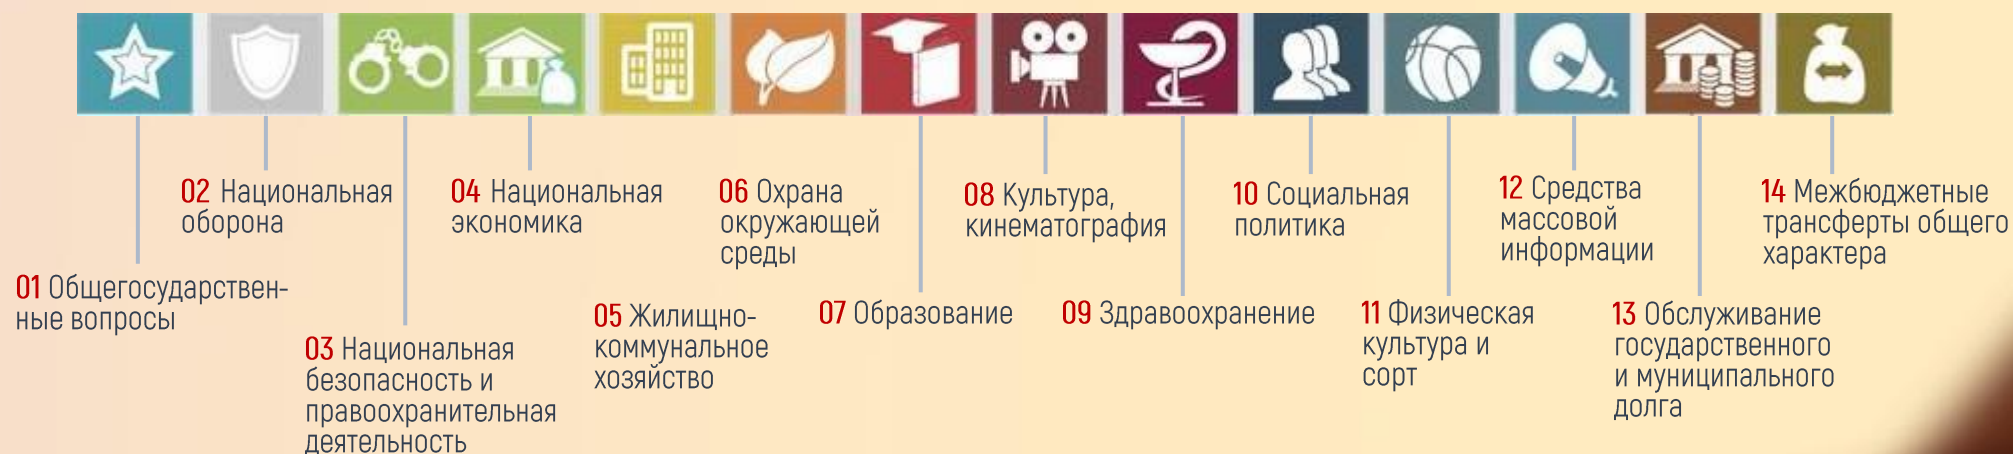 01 Общегосударствен-
ные вопросы
02 Национальная
оборона
03 Национальная
безопасность и
правоохранительная
деятельность
04 Национальная
экономика
05 Жилищно-
коммунальное
хозяйство
06 Охрана
окружающей
среды
07 Образование
08 Культура,
кинематография
09 Здравоохранение
10 Социальная
политика
11 Физическая
культура и
сорт
12 Средства
массовой
информации
13 Обслуживание
государственного
и муниципального
долга
14 Межбюджетные
трансферты общего
характера